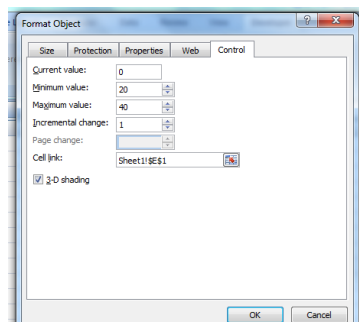 Format Object
Size Protection Properties Web Control
Current value: 0
Minimum value: 20
Maximum value: 40
Incremental change: 1
Page change:
Cell link: Sheet1!$E$1
3-D shading
OK Cancel